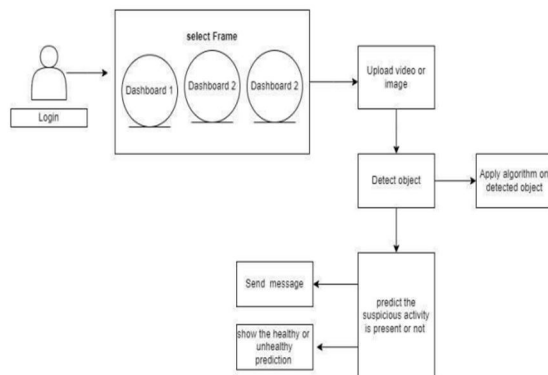 select Frame
Dashboard 1
Dashboard 2
Dashboard 2
Login
Upload video or
image
Detect object
Apply algorithm on
detected object
Send message
predict the
suspicious activity
is present or not
show the healthy or
unhealthy
prediction